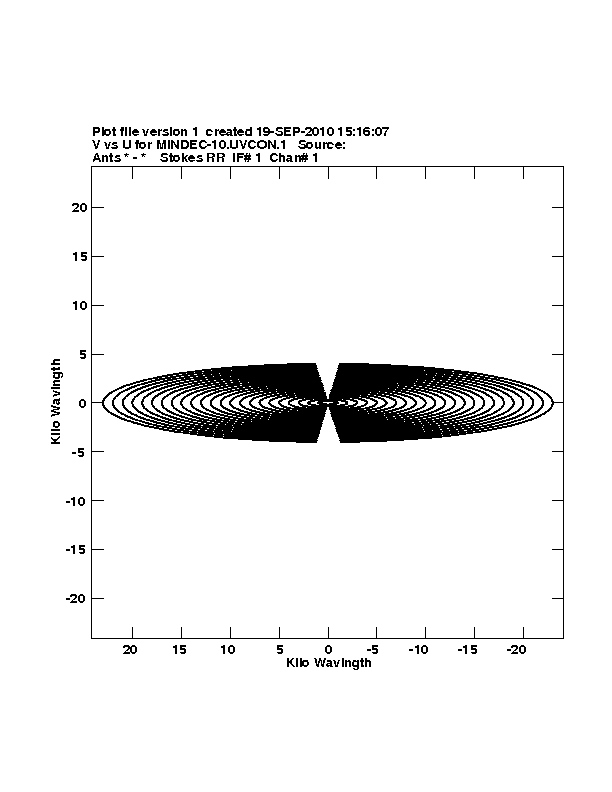 Plot file version 1 created 19-SEP-2010 15:16:07
V vs U for MINDEC-10.UVCON.1 Source:
Ants * - * Stokes RR IF# 1 Chan# 1
20
15
10
5
0
-5
-10
-15
-20
Kilo Wavlngth
20 15 10 5 0 -5 -10 -15 -20
Kilo Wavlngth